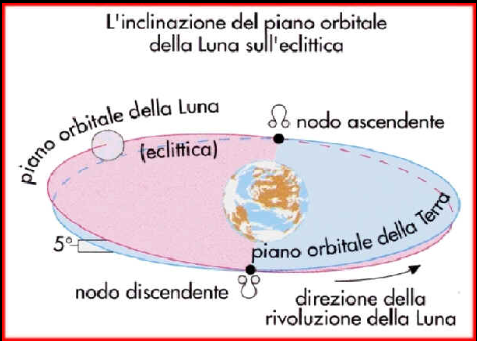 L'inclinazione del piano orbitale
della Luna sull'eclittica
piano orbitale della Luna
(eclittica)
nodo ascendente
5°
piano orbitale della Terra
nodo discendente
direzione della
rivoluzione della Luna